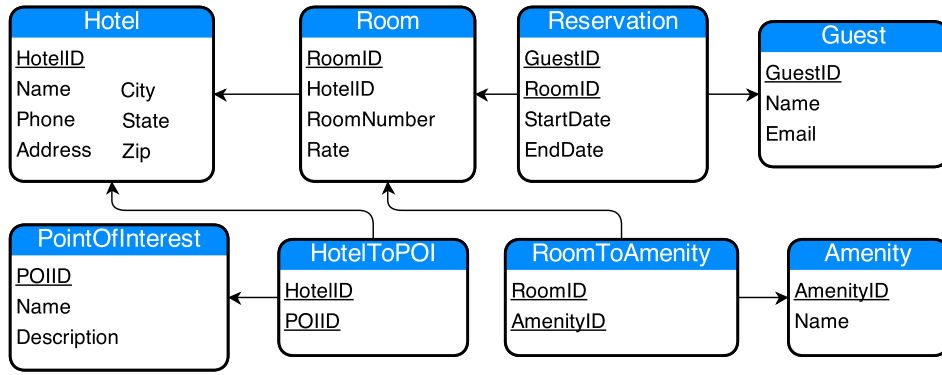 Hotel
HotelID
Name City
Phone State
Address Zip
Room
RoomID
HotelID
RoomNumber
Rate
Reservation
GuestID
RoomID
StartDate
EndDate
Guest
GuestID
Name
Email
PointOfInterest
POIID
Name
Description
HotelToPOI
HotelID
POIID
RoomToAmenity
RoomID
AmenityID
Amenity
AmenityID
Name